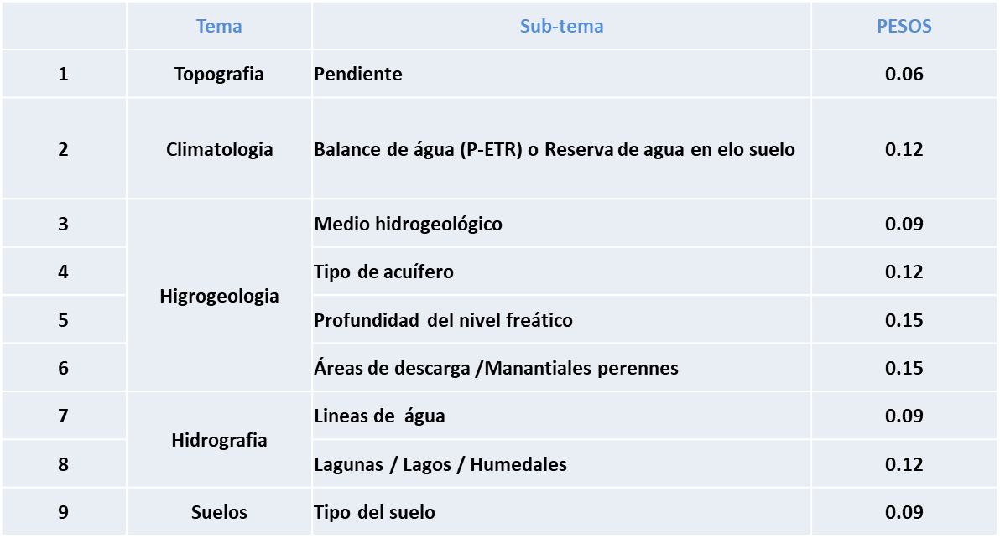 Tema Sub-tema PESOS
1 Topografia Pendiente 0.06
2 Climatologia Balance de água (P-ETR) o Reserva de agua en elo suelo 0.12
3 Medio hidrogeológico 0.09
4 Tipo de acuífero 0.12
Higrogeologia
5 Profundidad del nivel freático 0.15
6 Áreas de descarga /Manantiales perennes 0.15
7 Lineas de água 0.09
Hidrografia
8 Lagunas / Lagos / Humedales 0.12
9 Suelos Tipo del suelo 0.09